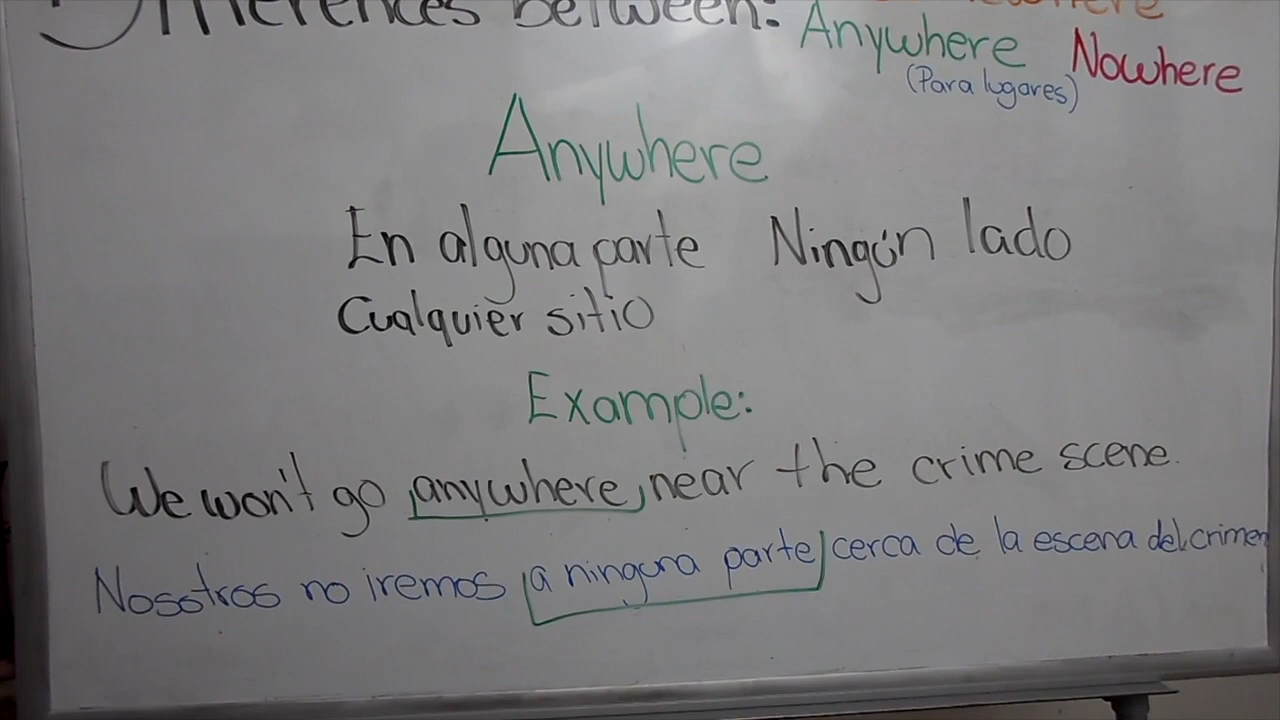 Differences between:
Anywhere Nowhere
(Para lugares)
Anywhere
En alguna parte Ningún lado
Cualquier sitio
Example:
We won't go anywhere near the crime scene.
Nosotros no iremos a ninguna parte cerca de la escena del crimen